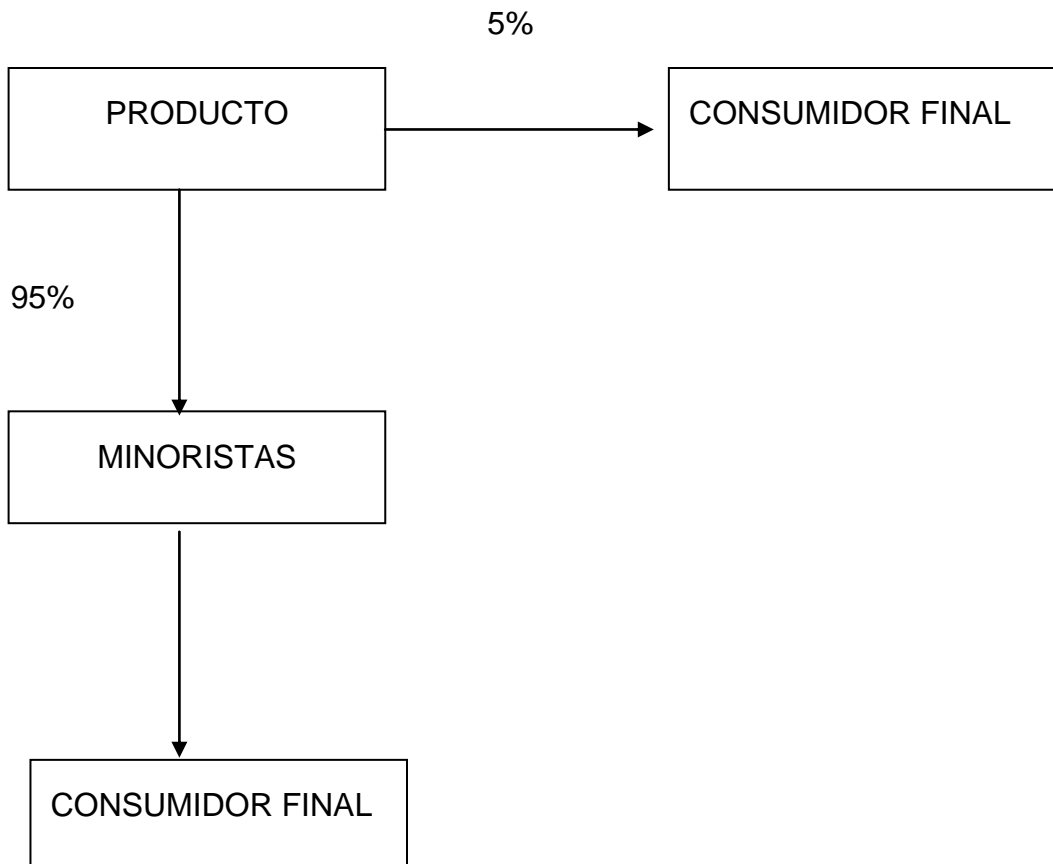 5%
PRODUCTO
CONSUMIDOR FINAL
95%
MINORISTAS
CONSUMIDOR FINAL